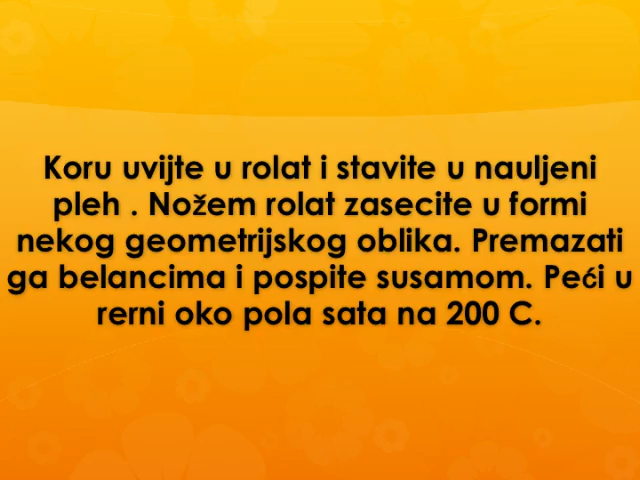 Koru uvijte u rolat i stavite u nauljeni
pleh . Nožem rolat zasecite u formi
nekog geometrijskog oblika. Premazati
ga belancima i pospite susamom. Peći u
rerni oko pola sata na 200 C.